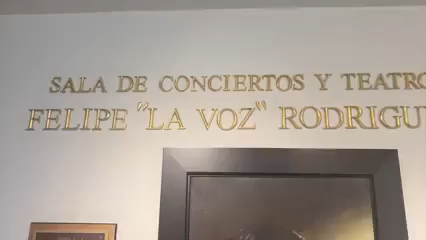 SALA DE CONCIERTOS Y TEATRO
FELIPE "LA VOZ" RODRIGU